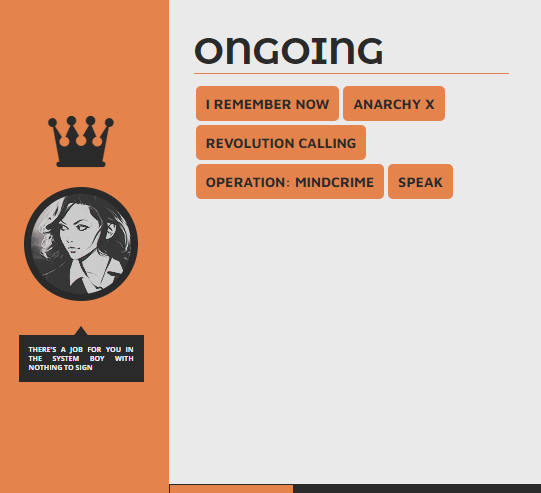 ONGOING
I REMEMBER NOW ANARCHY X
REVOLUTION CALLING
OPERATION: MINDCRIME SPEAK
THERE'S A JOB FOR YOU IN
THE SYSTEM BOY WITH
NOTHING TO SIGN